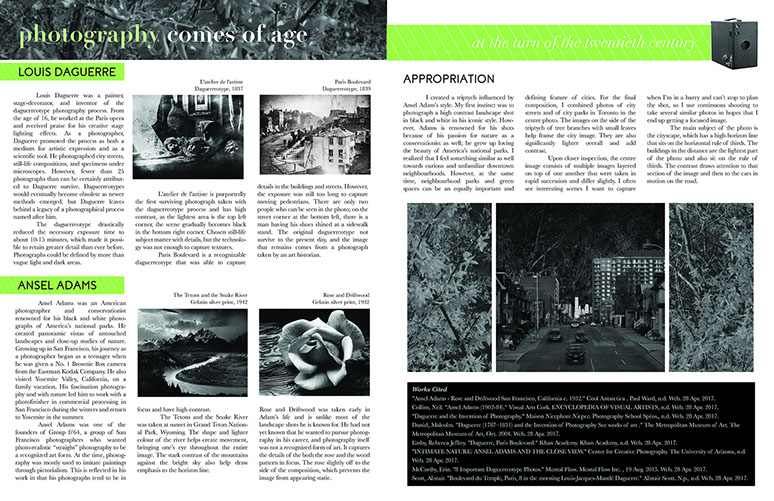 photography comes of age
at the turn of the twentieth century
LOUIS DAGUERRE
Louis Daguerre was a painter,
stage-decorator, and inventor of the
daguerreotype photography process. From
the age of 16, he worked at the Paris opera
and received praise for his creative stage
lighting effects. As a photographer,
Daguerre promoted the process as both a
medium for artistic expression and as a
scientific tool. He photographed city streets,
still-life compositions, and specimens under
microscopes. However, fewer than 25
photographs than can be certainly attribut-
ed to Daguerre survive. Daguerreotypes
would eventually become obsolete as newer
methods emerged, but Daguerre leaves
behind a legacy of a photographical process
named after him.
The daguerreotype drastically
reduced the necessary exposure time to
about 10-15 minutes, which made it possi-
ble to retain greater detail than ever before.
Photographs could be defined by more than
vague light and dark areas.
L'atelier de l'artiste
Daguerreotype, 1837
Paris Boulevard
Daguerreotype, 1839
L'atelier de l'artiste is purportedly
the first surviving photograph taken with
the daguerreotype process and has high
contrast, as the lightest area is the top left
corner, the scene gradually becomes black
in the bottom right corner. Chosen still-life
subject matter with details, but the technolo-
gy was not enough to capture textures.
Paris Boulevard is a recognizable
daguerreotype that was able to capture
details in the buildings and streets. However,
the exposure was still too long to capture
moving pedestrians. There are only two
people who can be seen in the photo; on the
street corner at the bottom left, there is a
man having his shoes shined at a sidewalk
stand. The original daguerreotype did not
survive to the present day, and the image
that remains comes from a photograph
taken by an art historian.
ANSEL ADAMS
Ansel Adams was an American
photographer and conservationist
renowned for his black and white photo-
graphs of America's national parks. He
created panoramic vistas of untouched
landscapes and close-up studies of nature.
Growing up in San Francisco, his journey as
a photographer began as a teenager when
he was given a No. 1 Brownie Box camera
from the Eastman Kodak Company. He also
visited Yosemite Valley, California, on a
family vacation. His fascination photogra-
phy and with nature led him to work with a
photofinisher in commercial processing in
San Francisco during the winters and return
to Yosemite in the summer.
Ansel Adams was one of the
founders of Group f/64, a group of San
Francisco photographers who wanted
photo-realistic "straight" photography to be
a recognized art form. At the time, photog-
raphy was mostly used to imitate paintings
through pictorialism. This is reflected in his
work in that his photographs tend to be in
The Tetons and the Snake River
Gelatin silver print, 1942
Rose and Driftwood
Gelatin silver print, 1932
focus and have high contrast.
The Tetons and the Snake River
was taken at sunset in Grand Teton Nation-
al Park, Wyoming. The shape and lighter
colour of the river helps create movement,
bringing one's eye throughout the entire
image. The stark contrast of the mountains
against the bright sky also help draw
emphasis to the horizon line.
Rose and Driftwood was taken early in
Adam's life and is unlike most of the
landscape shots he is known for. He had not
yet known that he wanted to pursue photog-
raphy in his career, and photography itself
was not a recognized form of art. It captures
the details of the both the rose and the wood
pattern in focus. The rose slightly off to the
side of the composition, which prevents the
image from appearing static.
APPROPRIATION
I created a triptych influenced by
Ansel Adam's style. My first instinct was to
photograph a high contrast landscape shot
in black and white in his iconic style. How-
ever, Adams is renowned for his shots
because of his passion for nature as a
conservationist as well; he grew up loving
the beauty of America's national parks. I
realized that I feel something similar as well
towards curious and unfamiliar downtown
neighbourhoods. However, at the same
time, neighbourhood parks and green
spaces can be an equally important and
defining feature of cities. For the final
composition, I combined photos of city
streets and of city parks in Toronto in the
centre photo. The images on the side of the
triptych of tree branches with small leaves
help frame the city image. They are also
significantly lighter overall and add
contrast.
Upon closer inspection, the centre
image consists of multiple images layered
on top of one another that were taken in
rapid succession and differ slightly. I often
see interesting scenes I want to capture
when I'm in a hurry and can't stop to plan
the shot, so I use continuous shooting to
take several similar photos in hopes that I
end up getting a focused image.
The main subject of the photo is
the cityscape, which has a high horizon line
that sits on the horizontal rule of thirds. The
buildings in the distance are the lightest part
of the photo and also sit on the rule of
thirds. The contrast draws attention to that
section of the image and then to the cars in
motion on the road.
Works Cited
"Ansel Adams - Rose and Driftwood San Francisco, California c. 1932." Cool Antarctica . Paul Ward, n.d. Web. 28 Apr. 2017.
Collins, Neil. "Ansel Adams (1902-84)." Visual Arts Cork. ENCYCLOPEDIA OF VISUAL ARTISTS, n.d. Web. 28 Apr. 2017.
"Daguerre and the Invention of Photography." Maison Nicephore Niepce. Photography School Spéos,, n.d. Web. 28 Apr. 2017.
Daniel, Malcolm. "Daguerre (1787–1851) and the Invention of Photography See works of art ." The Metropolitan Museum of Art. The
Metropolitan Museum of Art, Oct. 2004. Web. 28 Apr. 2017.
Easby, Rebecca Jeffrey. "Daguerre, Paris Boulevard." Khan Academy. Khan Academy, n.d. Web. 28 Apr. 2017.
"INTIMATE NATURE: ANSEL ADAMS AND THE CLOSE VIEW." Center for Creative Photography. The University of Arizona, n.d.
Web. 28 Apr. 2017.
McCarthy, Erin. "8 Important Daguerreotype Photos." Mental Floss. Mental Floss Inc. , 19 Aug. 2013. Web. 28 Apr. 2017.
Scott, Alistair. "Boulevard du Temple, Paris, 8 in the morning Louis-Jacques-Mandé Daguerre." Alistair Scott. N.p., n.d. Web. 28 Apr. 2017.